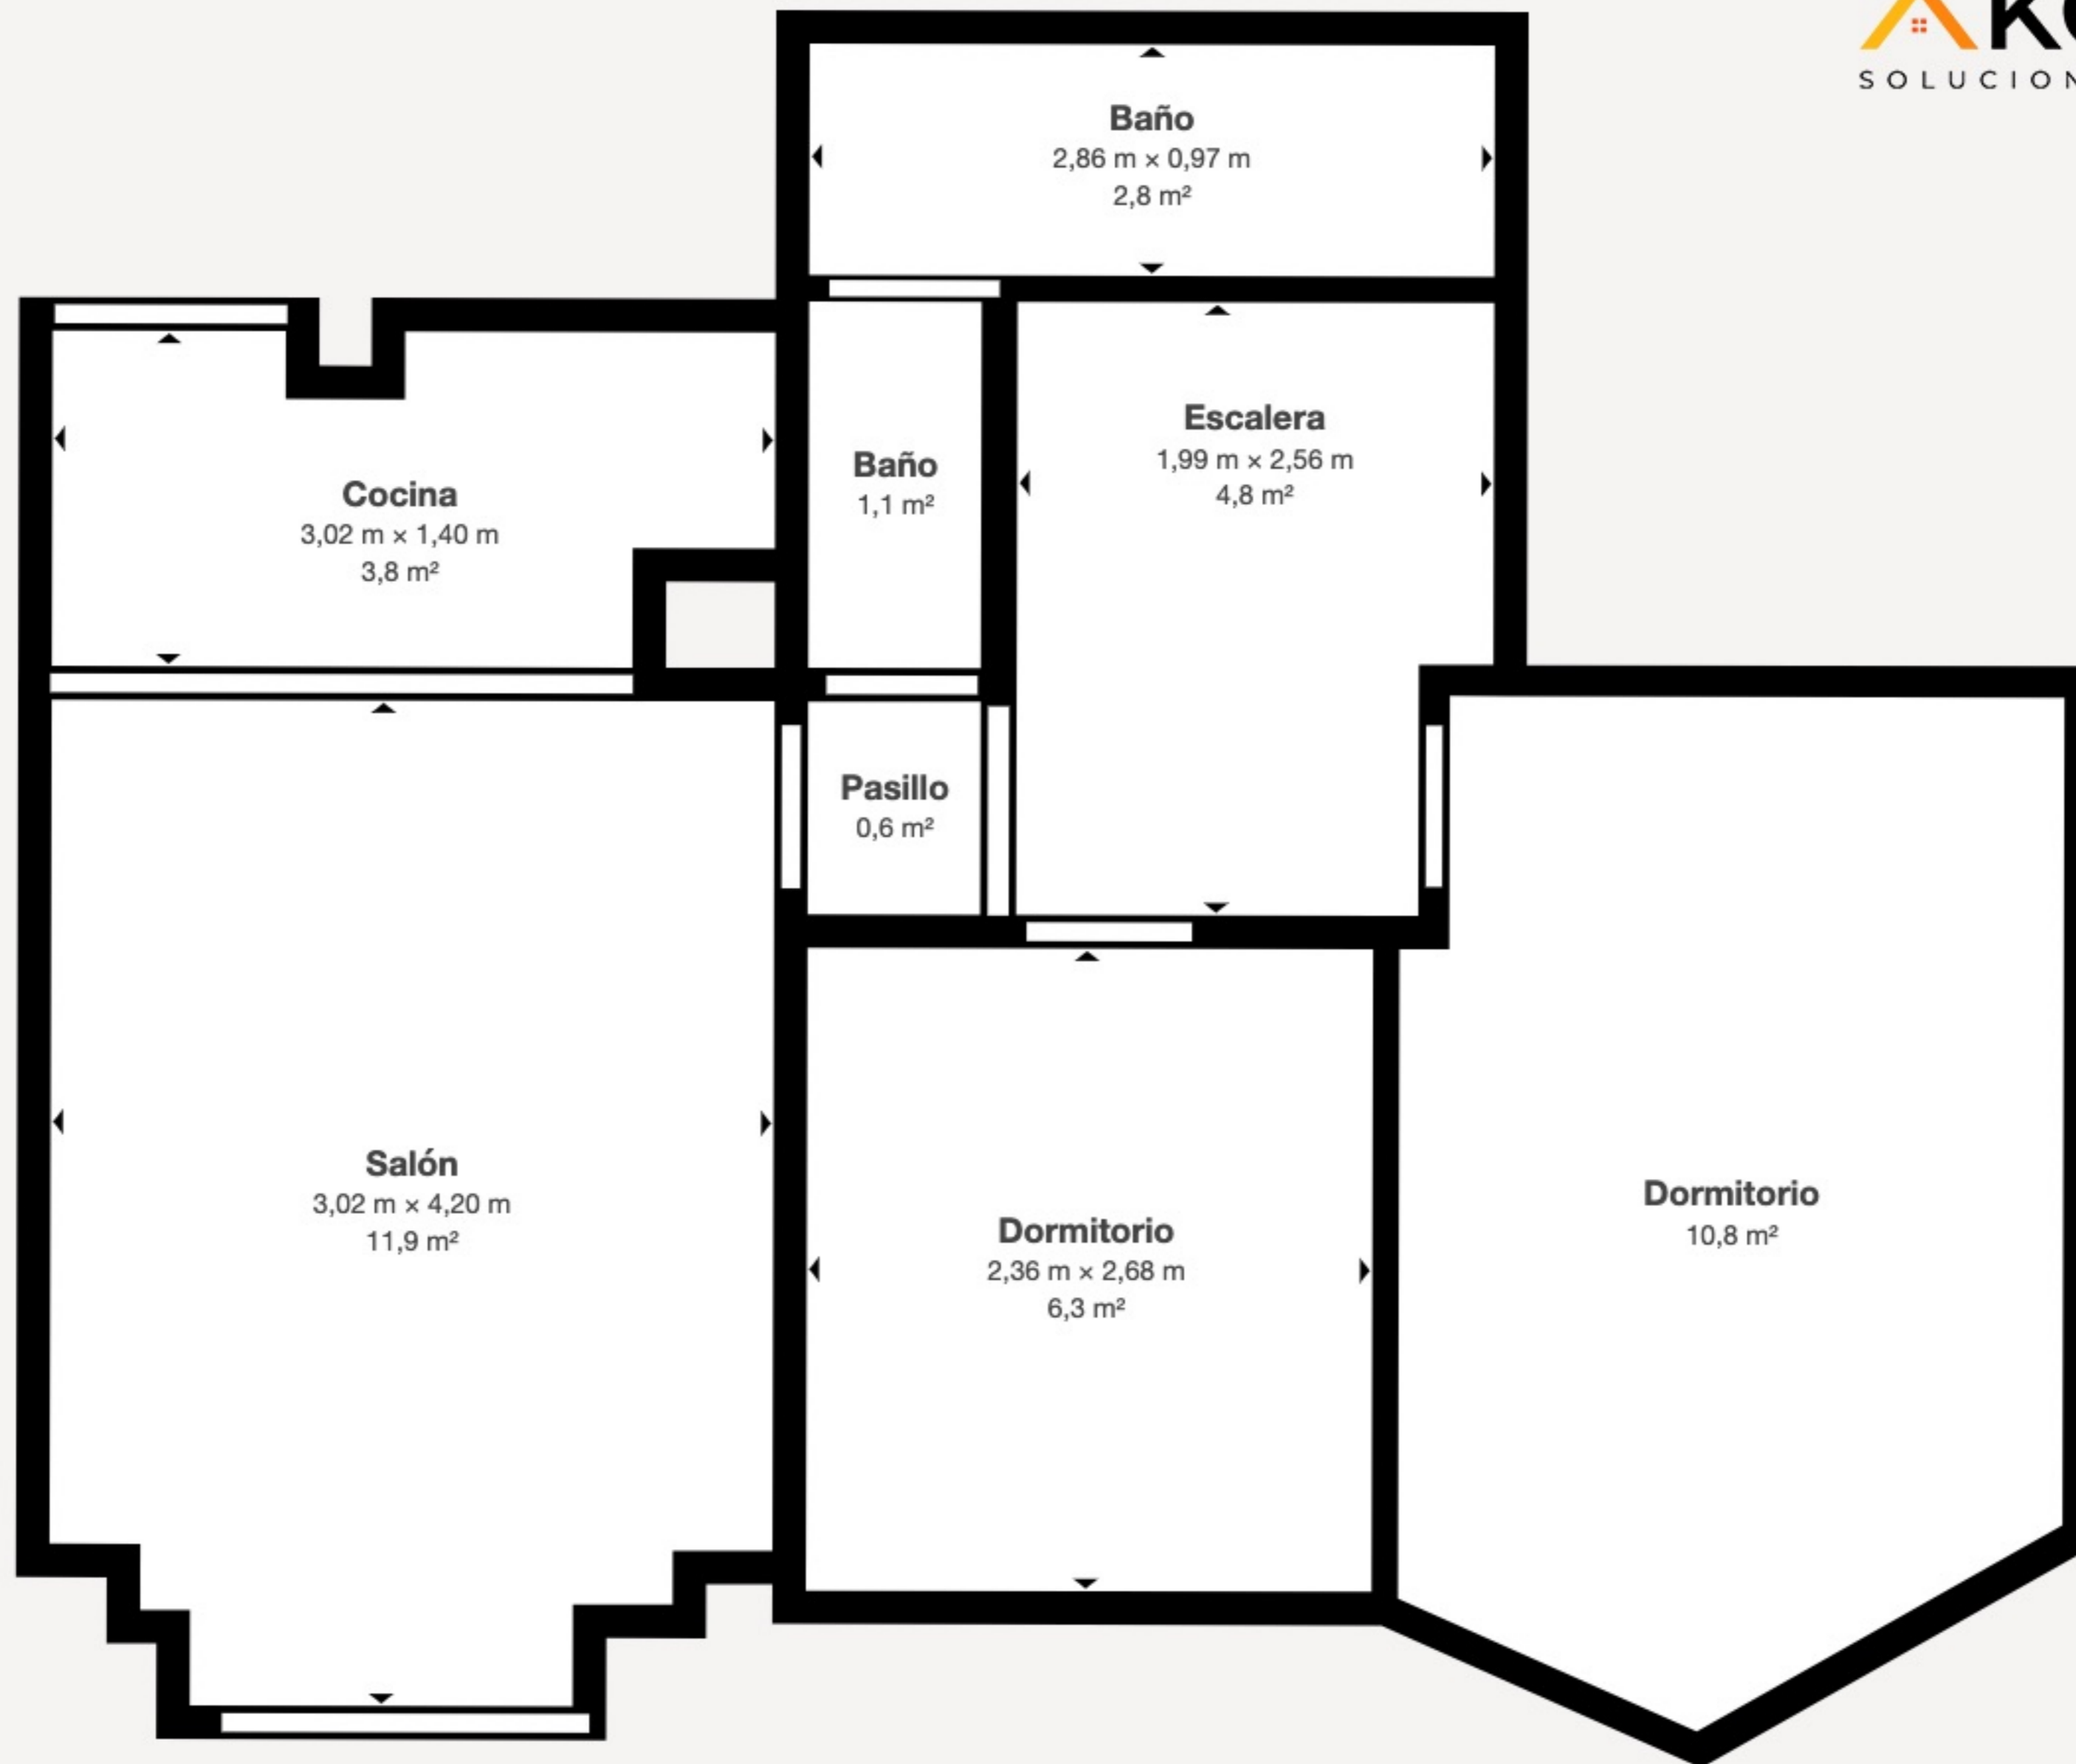 SOLUCION
Baño
2,86 m × 0,97 m
2,8 m²
Escalera
1,99 m × 2,56 m
4,8 m²
Baño
1,1 m²
Cocina
3,02 m × 1,40 m
3,8 m²
Pasillo
0,6 m²
Salón
3,02 m × 4,20 m
11,9 m²
Dormitorio
2,36 m × 2,68 m
6,3 m²
Dormitorio
10,8 m²